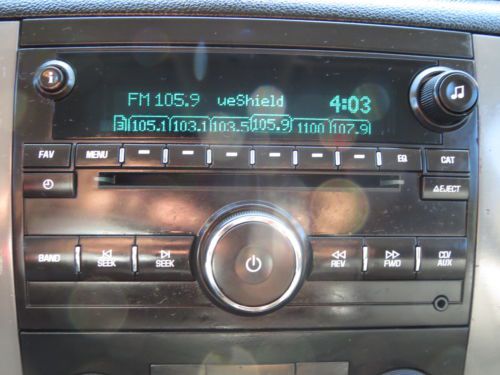 FM 105.9 ueShield 4:03
105.1 103.1 103.5 105.9 1100 107.9
FAV MENU EQ CAT
EJECT
BAND SEEK SEEK REV FWD CD/AUX